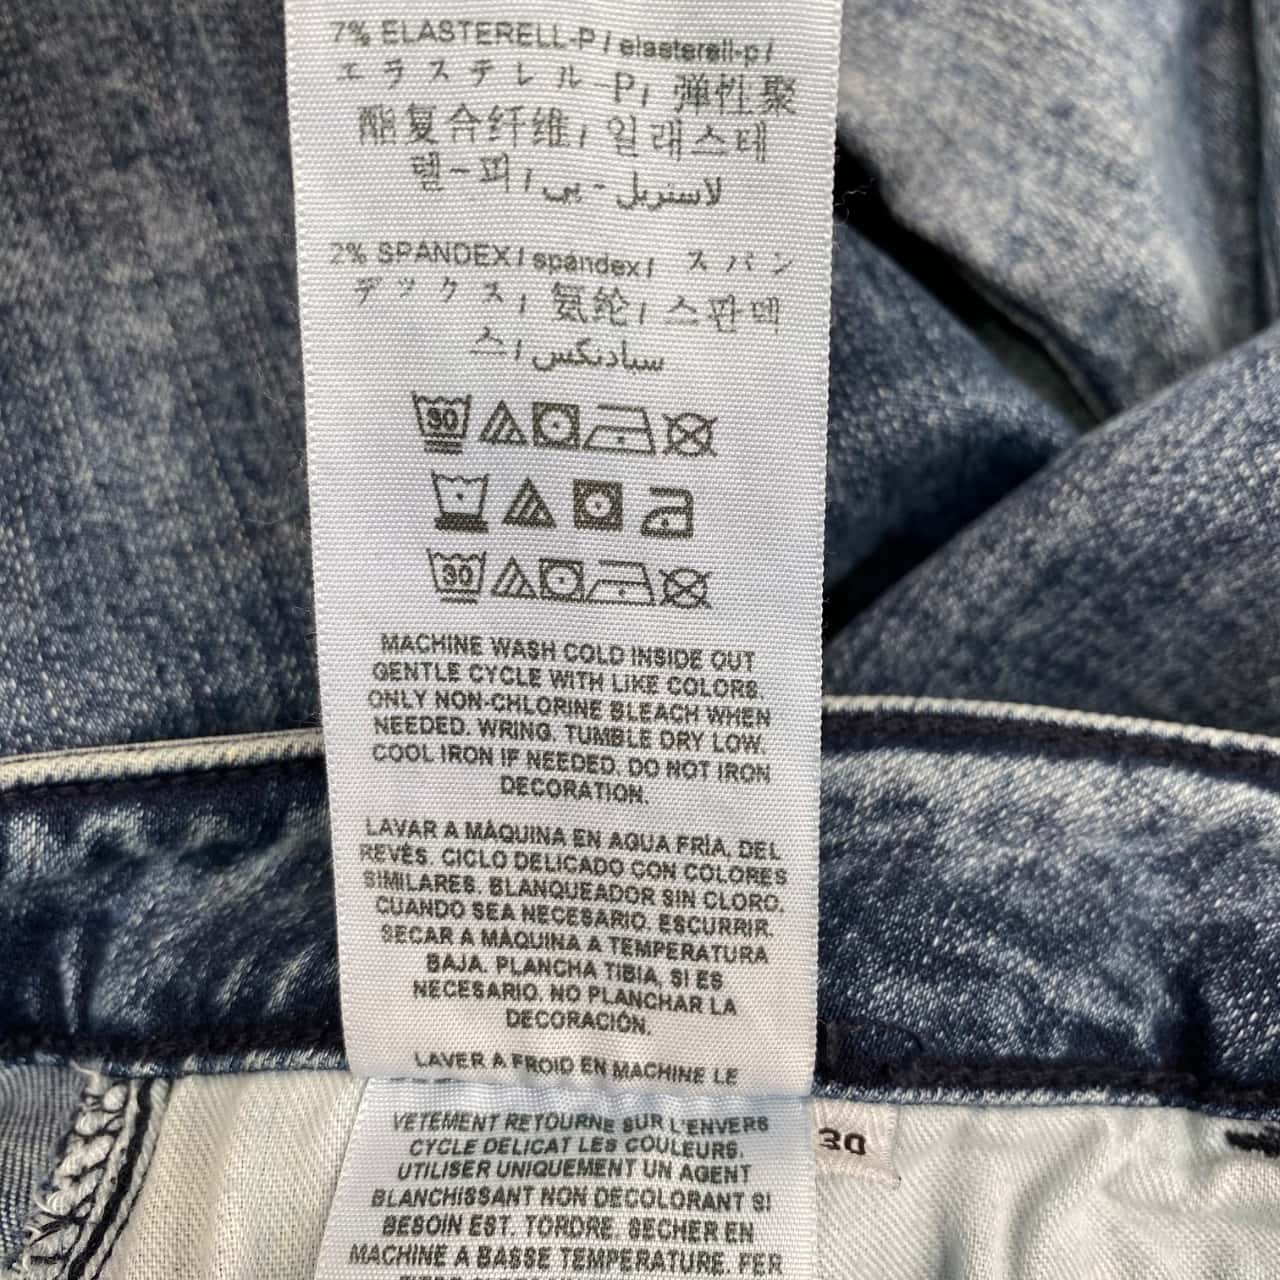 7% ELASTERELL-P / elasterell-p /
エラステレル-P / 弹性聚
酯复合纤维 / 일래스테
렐-피 / لاستريل - بي
2% SPANDEX / spandex / スパン
デックス / 氨纶 / 스판덱
스 / سبادنكس
30
30
MACHINE WASH COLD INSIDE OUT
GENTLE CYCLE WITH LIKE COLORS.
ONLY NON-CHLORINE BLEACH WHEN
NEEDED. WRING. TUMBLE DRY LOW.
COOL IRON IF NEEDED. DO NOT IRON
DECORATION.
LAVAR A MÁQUINA EN AGUA FRÍA, DEL
REVÉS. CICLO DELICADO CON COLORES
SIMILARES. BLANQUEADOR SIN CLORO,
CUANDO SEA NECESARIO. ESCURRIR.
SECAR A MÁQUINA A TEMPERATURA
BAJA. PLANCHA TIBIA, SI ES
NECESARIO. NO PLANCHAR LA
DECORACIÓN.
LAVER A FROID EN MACHINE LE
VETEMENT RETOURNE SUR L'ENVERS
CYCLE DELICAT LES COULEURS.
UTILISER UNIQUEMENT UN AGENT
BLANCHISSANT NON DECOLORANT SI
BESOIN EST. TORDRE. SECHER EN
MACHINE A BASSE TEMPERATURE. FER
30